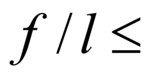 f / l ≤